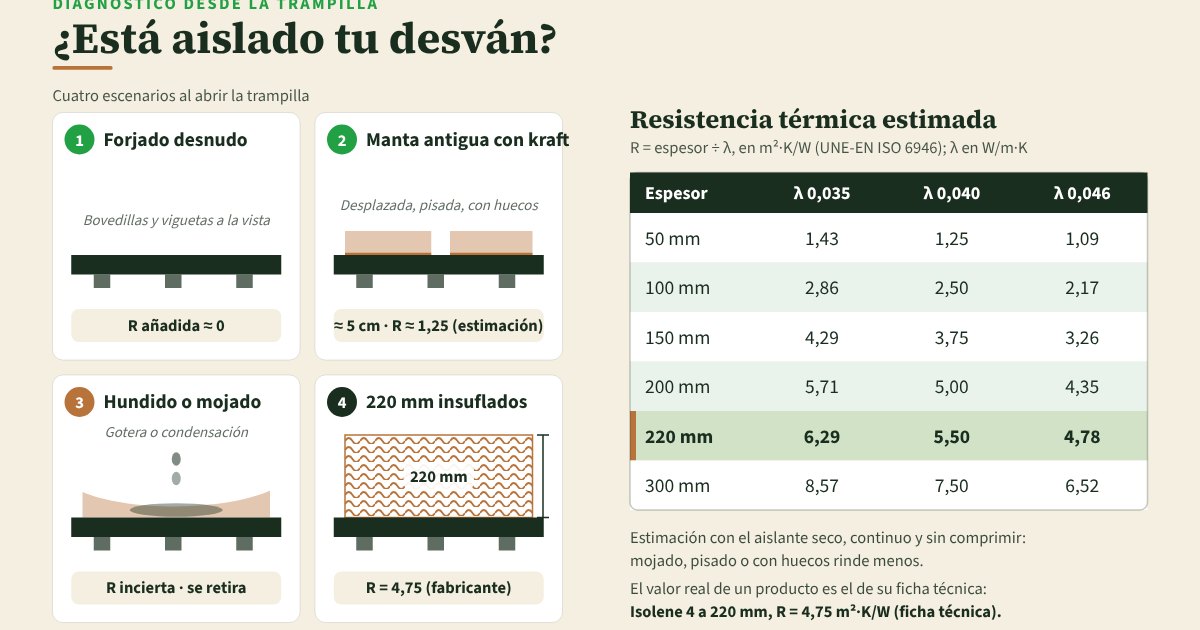 DIAGNÓSTICO DESDE LA TRAMPILLA
¿Está aislado tu desván?
Cuatro escenarios al abrir la trampilla
1 Forjado desnudo
Bovedillas y viguetas a la vista
R añadida ≈ 0
2 Manta antigua con kraft
Desplazada, pisada, con huecos
≈ 5 cm · R ≈ 1,25 (estimación)
3 Hundido o mojado
Gotera o condensación
R incierta · se retira
4 220 mm insuflados
220 mm
R = 4,75 (fabricante)
Resistencia térmica estimada
R = espesor ÷ λ, en m²·K/W (UNE-EN ISO 6946); λ en W/m·K
Espesor λ 0,035 λ 0,040 λ 0,046
50 mm 1,43 1,25 1,09
100 mm 2,86 2,50 2,17
150 mm 4,29 3,75 3,26
200 mm 5,71 5,00 4,35
220 mm 6,29 5,50 4,78
300 mm 8,57 7,50 6,52
Estimación con el aislante seco, continuo y sin comprimir:
mojado, pisado o con huecos rinde menos.
El valor real de un producto es el de su ficha técnica:
Isolene 4 a 220 mm, R = 4,75 m²·K/W (ficha técnica).